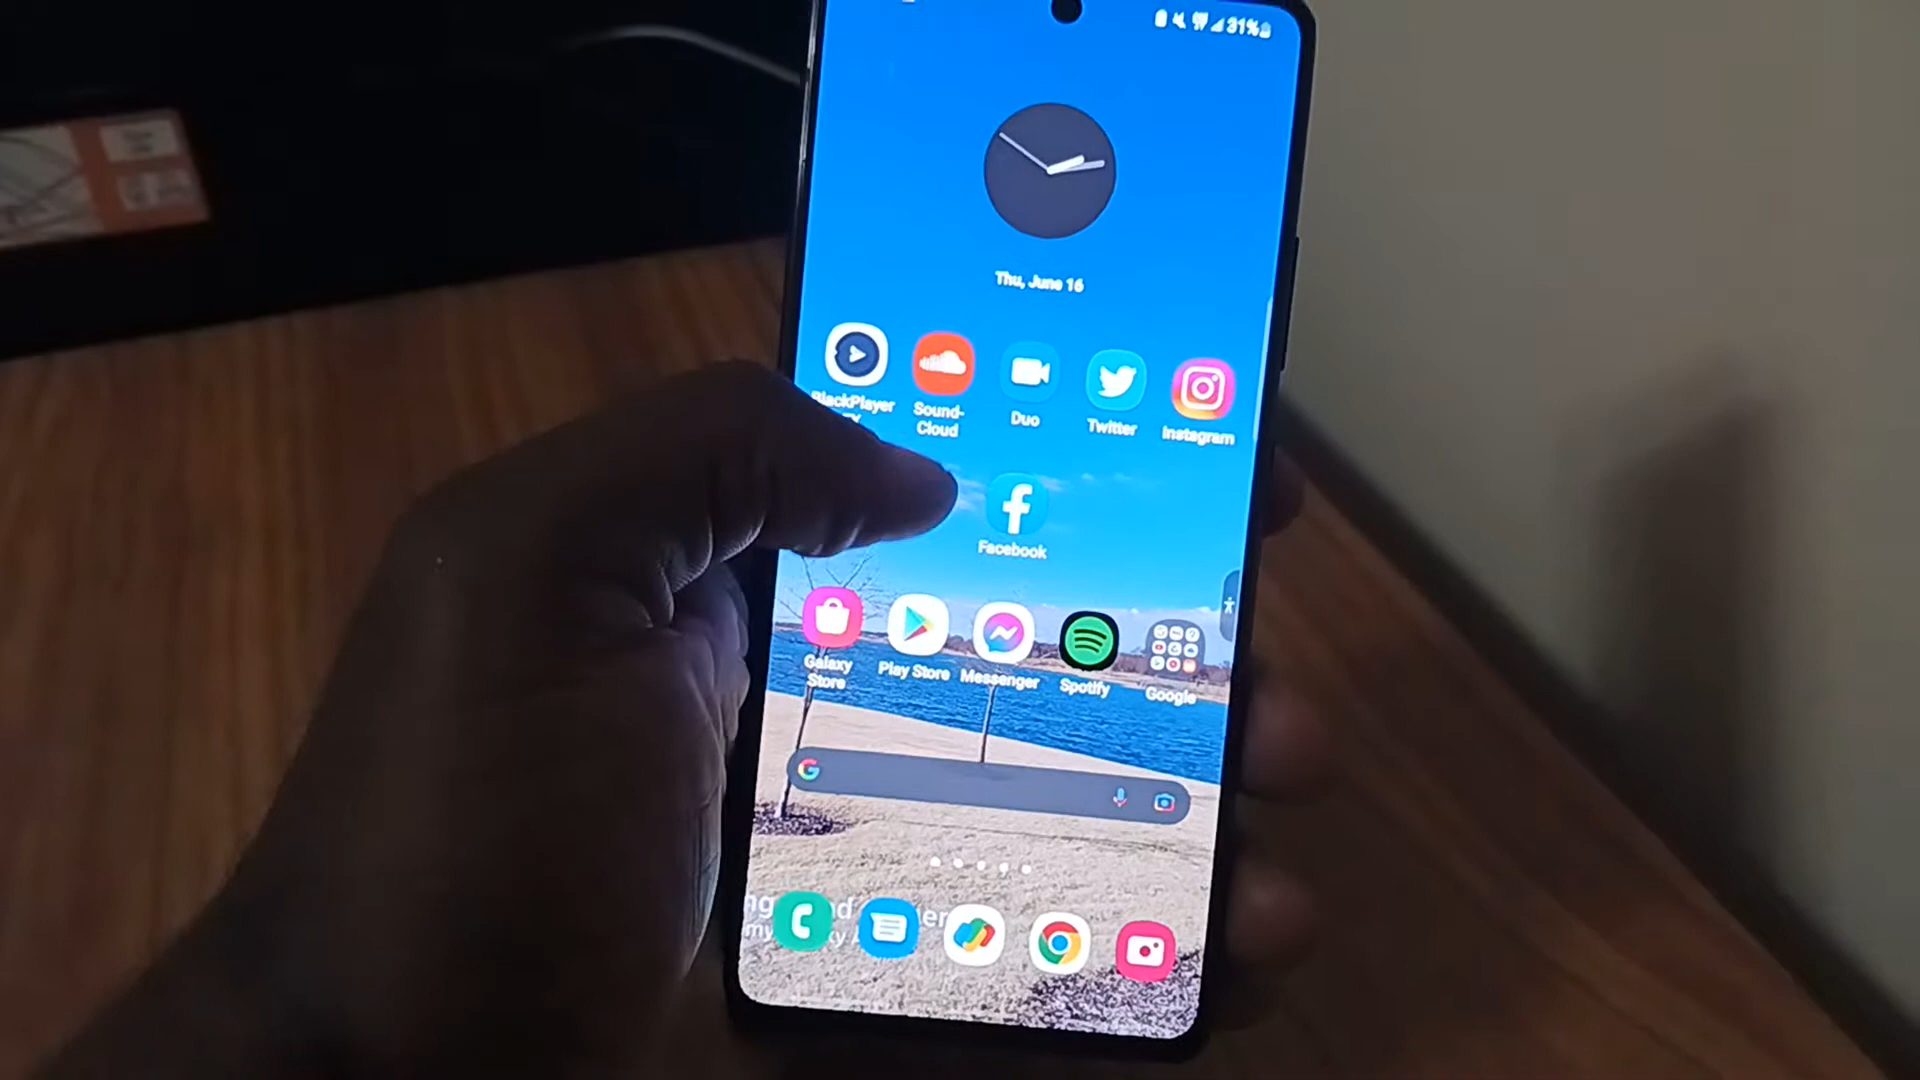 31%
Thu, June 16
BlackPlayer
Sound-
Cloud
Duo
Twitter
Instagram
Facebook
Galaxy
Store
Play Store
Messenger
Spotify
Google